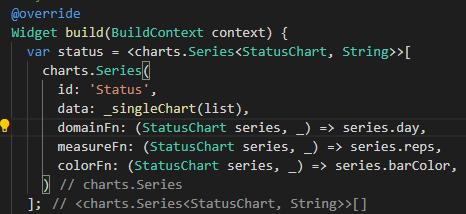 @override
Widget build(BuildContext context) {
  var status = <charts.Series<StatusChart, String>>[
    charts.Series(
      id: 'Status',
      data: _singleChart(list),
      domainFn: (StatusChart series, _) => series.day,
      measureFn: (StatusChart series, _) => series.reps,
      colorFn: (StatusChart series, _) => series.barColor,
    ) // charts.Series
  ]; // <charts.Series<StatusChart, String>>[]